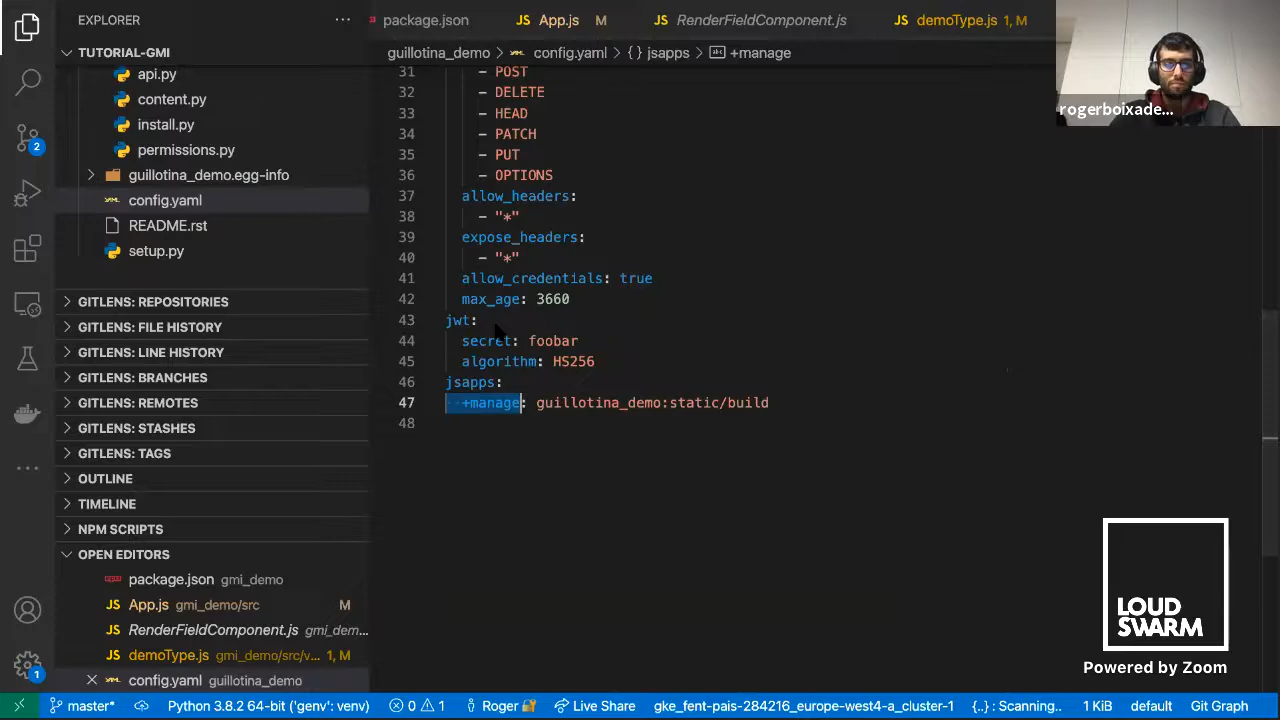 EXPLORER
package.json
App.js M
RenderFieldComponent.js
demoType.js 1, M
TUTORIAL-GMI
guillotina_demo > config.yaml > {} jsapps > +manage
api.py
content.py
install.py
permissions.py
guillotina_demo.egg-info
config.yaml
README.rst
setup.py
GITLENS: REPOSITORIES
GITLENS: FILE HISTORY
GITLENS: LINE HISTORY
GITLENS: BRANCHES
GITLENS: REMOTES
GITLENS: STASHES
GITLENS: TAGS
OUTLINE
TIMELINE
NPM SCRIPTS
OPEN EDITORS
package.json gmi_demo
App.js gmi_demo/src M
RenderFieldComponent.js gmi_dem...
demoType.js gmi_demo/src/v... 1, M
config.yaml guillotina_demo
2
1
31 - POST
32 - DELETE
33 - HEAD
34 - PATCH
35 - PUT
36 - OPTIONS
37 allow_headers:
38 - "*"
39 expose_headers:
40 - "*"
41 allow_credentials: true
42 max_age: 3660
43 jwt:
44 secret: foobar
45 algorithm: HS256
46 jsapps:
47 +manage: guillotina_demo:static/build
48
rogerboixade...
LOUD
SWARM
Powered by Zoom
master* Python 3.8.2 64-bit ('genv': venv) 0 1 Roger Live Share gke_fent-pais-284216_europe-west4-a_cluster-1 {..} : Scanning.. 1 KiB default Git Graph